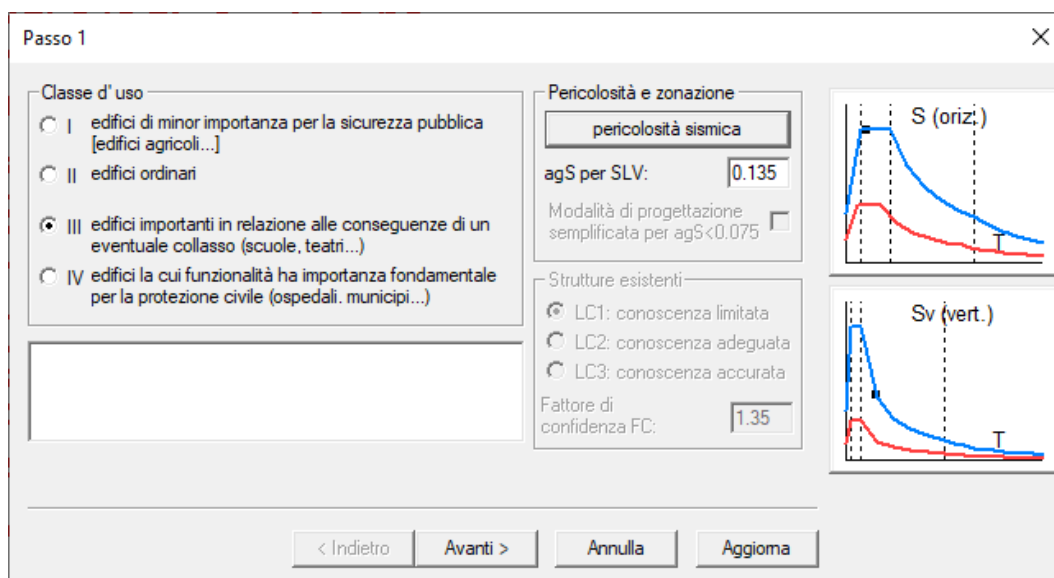 Passo 1
Classe d' uso
I edifici di minor importanza per la sicurezza pubblica
[edifici agricoli...]
II edifici ordinari
III edifici importanti in relazione alle conseguenze di un
eventuale collasso (scuole, teatri...)
IV edifici la cui funzionalità ha importanza fondamentale
per la protezione civile (ospedali. municipi...)
Pericolosità e zonazione
pericolosità sismica
agS per SLV: 0.135
Modalità di progettazione
semplificata per agS<0.075
Strutture esistenti
LC1: conoscenza limitata
LC2: conoscenza adeguata
LC3: conoscenza accurata
Fattore di
confidenza FC: 1.35
S (oriz.)
T
Sv (vert.)
T
< Indietro
Avanti >
Annulla
Aggiorna